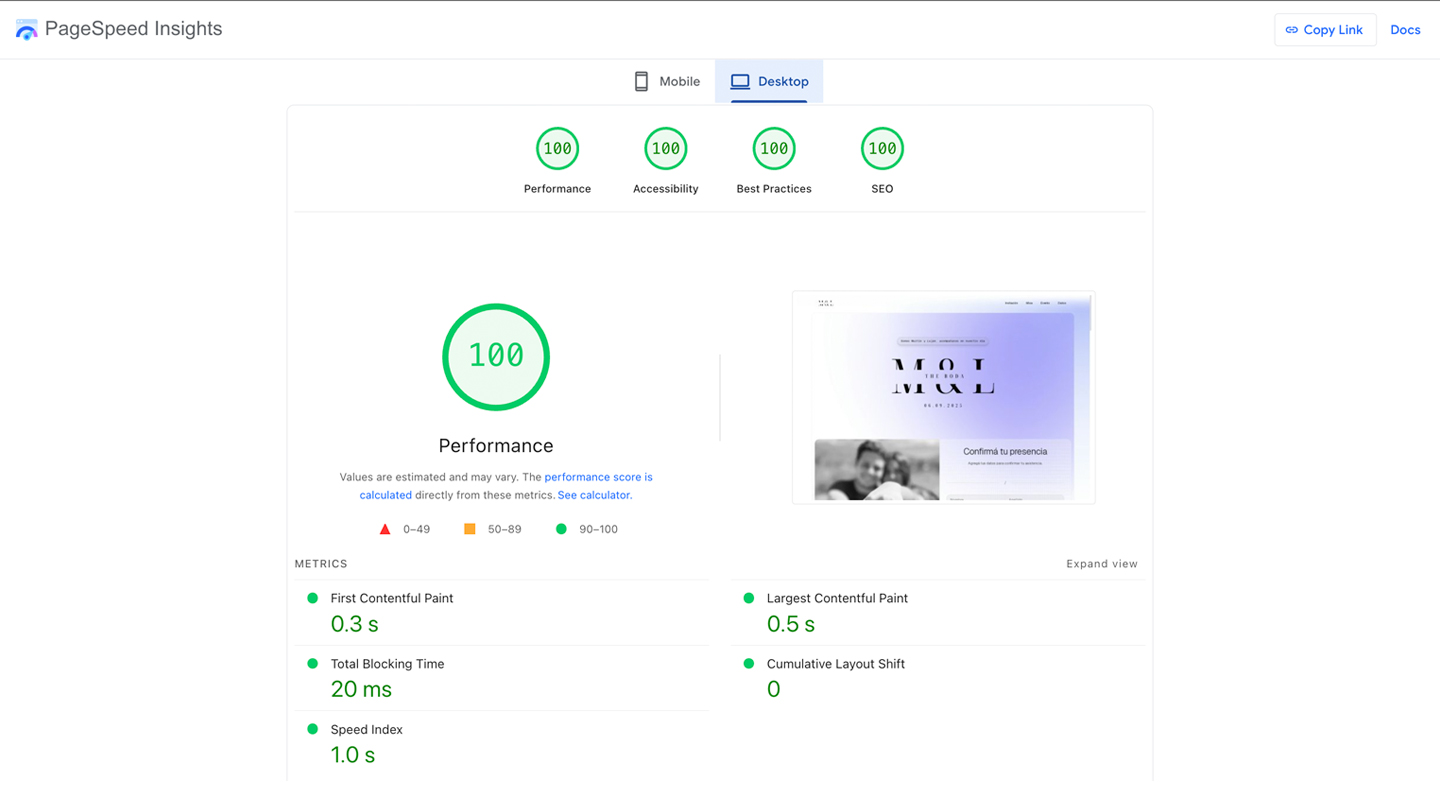 PageSpeed Insights
Copy Link
Docs
Mobile
Desktop
100
100
100
100
Performance
Accessibility
Best Practices
SEO
100
Performance
Values are estimated and may vary. The performance score is
calculated directly from these metrics. See calculator.
0–49
50–89
90–100
M & L
THE BODA
Confirmá tu presencia
METRICS
Expand view
First Contentful Paint
0.3 s
Largest Contentful Paint
0.5 s
Total Blocking Time
20 ms
Cumulative Layout Shift
0
Speed Index
1.0 s